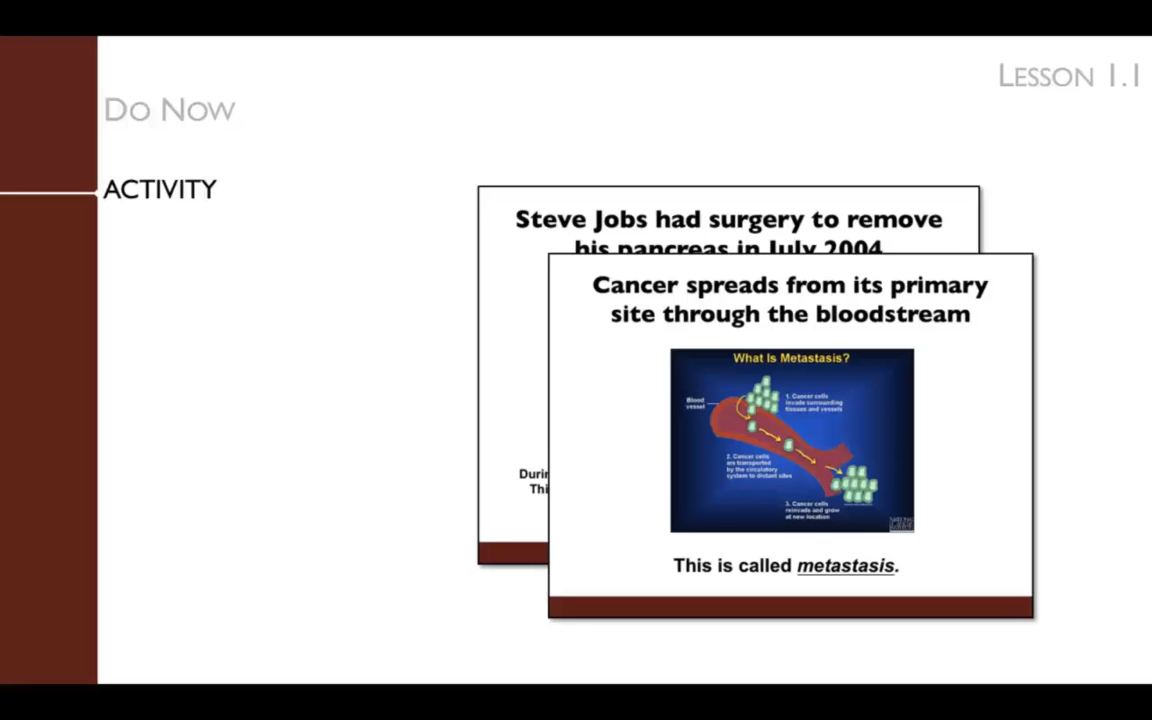 LESSON 1.1
DO NOW
ACTIVITY
Steve Jobs had surgery to remove
his pancreas in July 2004
Cancer spreads from its primary
site through the bloodstream
What Is Metastasis?
Blood
vessel
1. Cancer cells
invade surrounding
tissues and vessels
2. Cancer cells
are transported
by the circulatory
system to distant sites
3. Cancer cells
reinvade and grow
at new location
Durin
Thi
This is called metastasis.